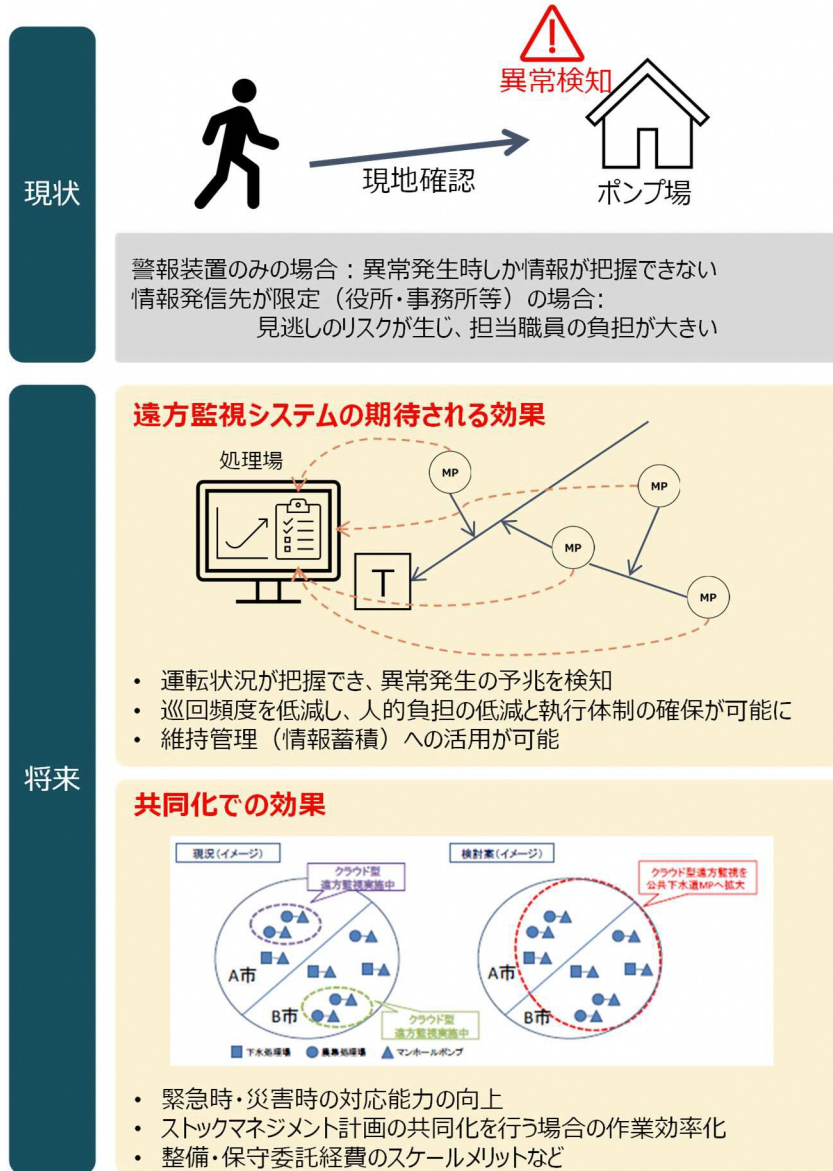 現状
異常検知
現地確認
ポンプ場
警報装置のみの場合：異常発生時しか情報が把握できない
情報発信先が限定（役所・事務所等）の場合:
見逃しのリスクが生じ、担当職員の負担が大きい
将来
遠方監視システムの期待される効果
処理場
MP
MP
MP
MP
T
• 運転状況が把握でき、異常発生の予兆を検知
• 巡回頻度を低減し、人的負担の低減と執行体制の確保が可能に
• 維持管理（情報蓄積）への活用が可能
共同化での効果
現況(イメージ)
クラウド型
遠方監視実施中
A市
B市
クラウド型
遠方監視実施中
下水処理場 農集処理場 マンホールポンプ
検討案(イメージ)
クラウド型遠方監視を
公共下水道MPへ拡大
A市
B市
• 緊急時・災害時の対応能力の向上
• ストックマネジメント計画の共同化を行う場合の作業効率化
• 整備・保守委託経費のスケールメリットなど